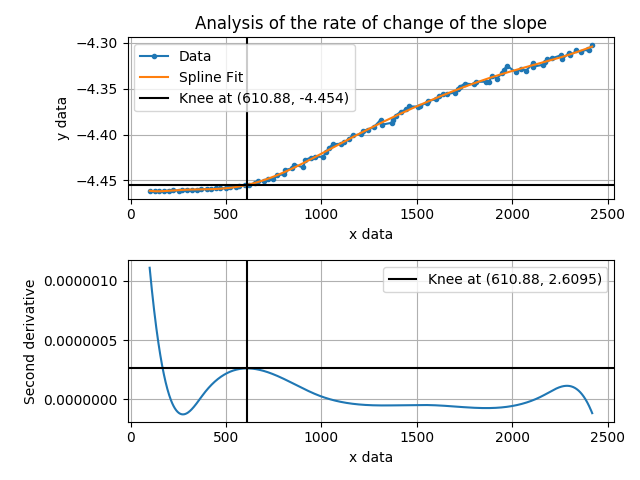 Analysis of the rate of change of the slope
−4.30
−4.35
−4.40
−4.45
y data
Data
Spline Fit
Knee at (610.88, -4.454)
0 500 1000 1500 2000 2500
x data
0.0000010
0.0000005
0.0000000
Second derivative
Knee at (610.88, 2.6095)
0 500 1000 1500 2000 2500
x data